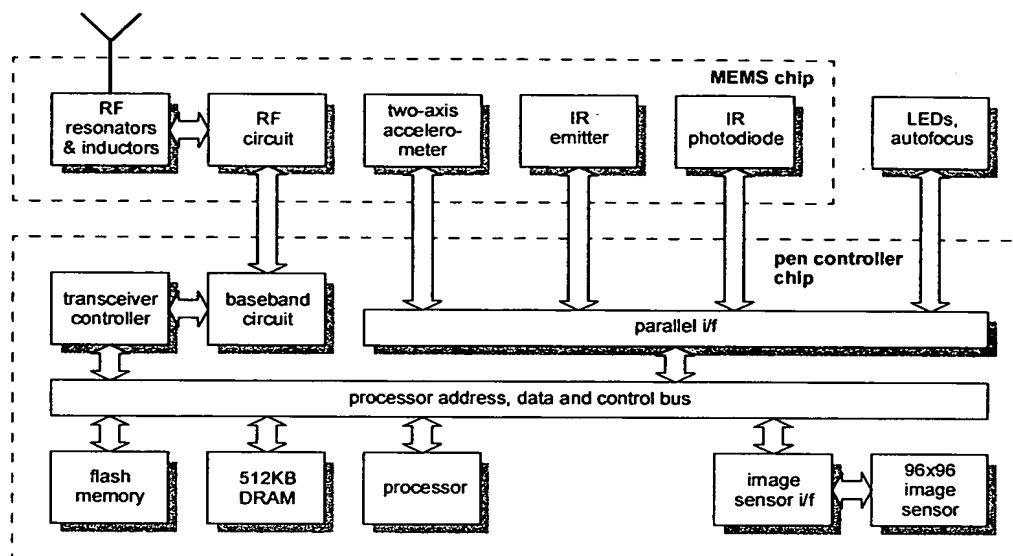 MEMS chip
RF
resonators
& inductors
RF
circuit
two-axis
accelero-
meter
IR
emitter
IR
photodiode
LEDs,
autofocus
pen controller
chip
transceiver
controller
baseband
circuit
parallel i/f
processor address, data and control bus
flash
memory
512KB
DRAM
processor
image
sensor i/f
96x96
image
sensor